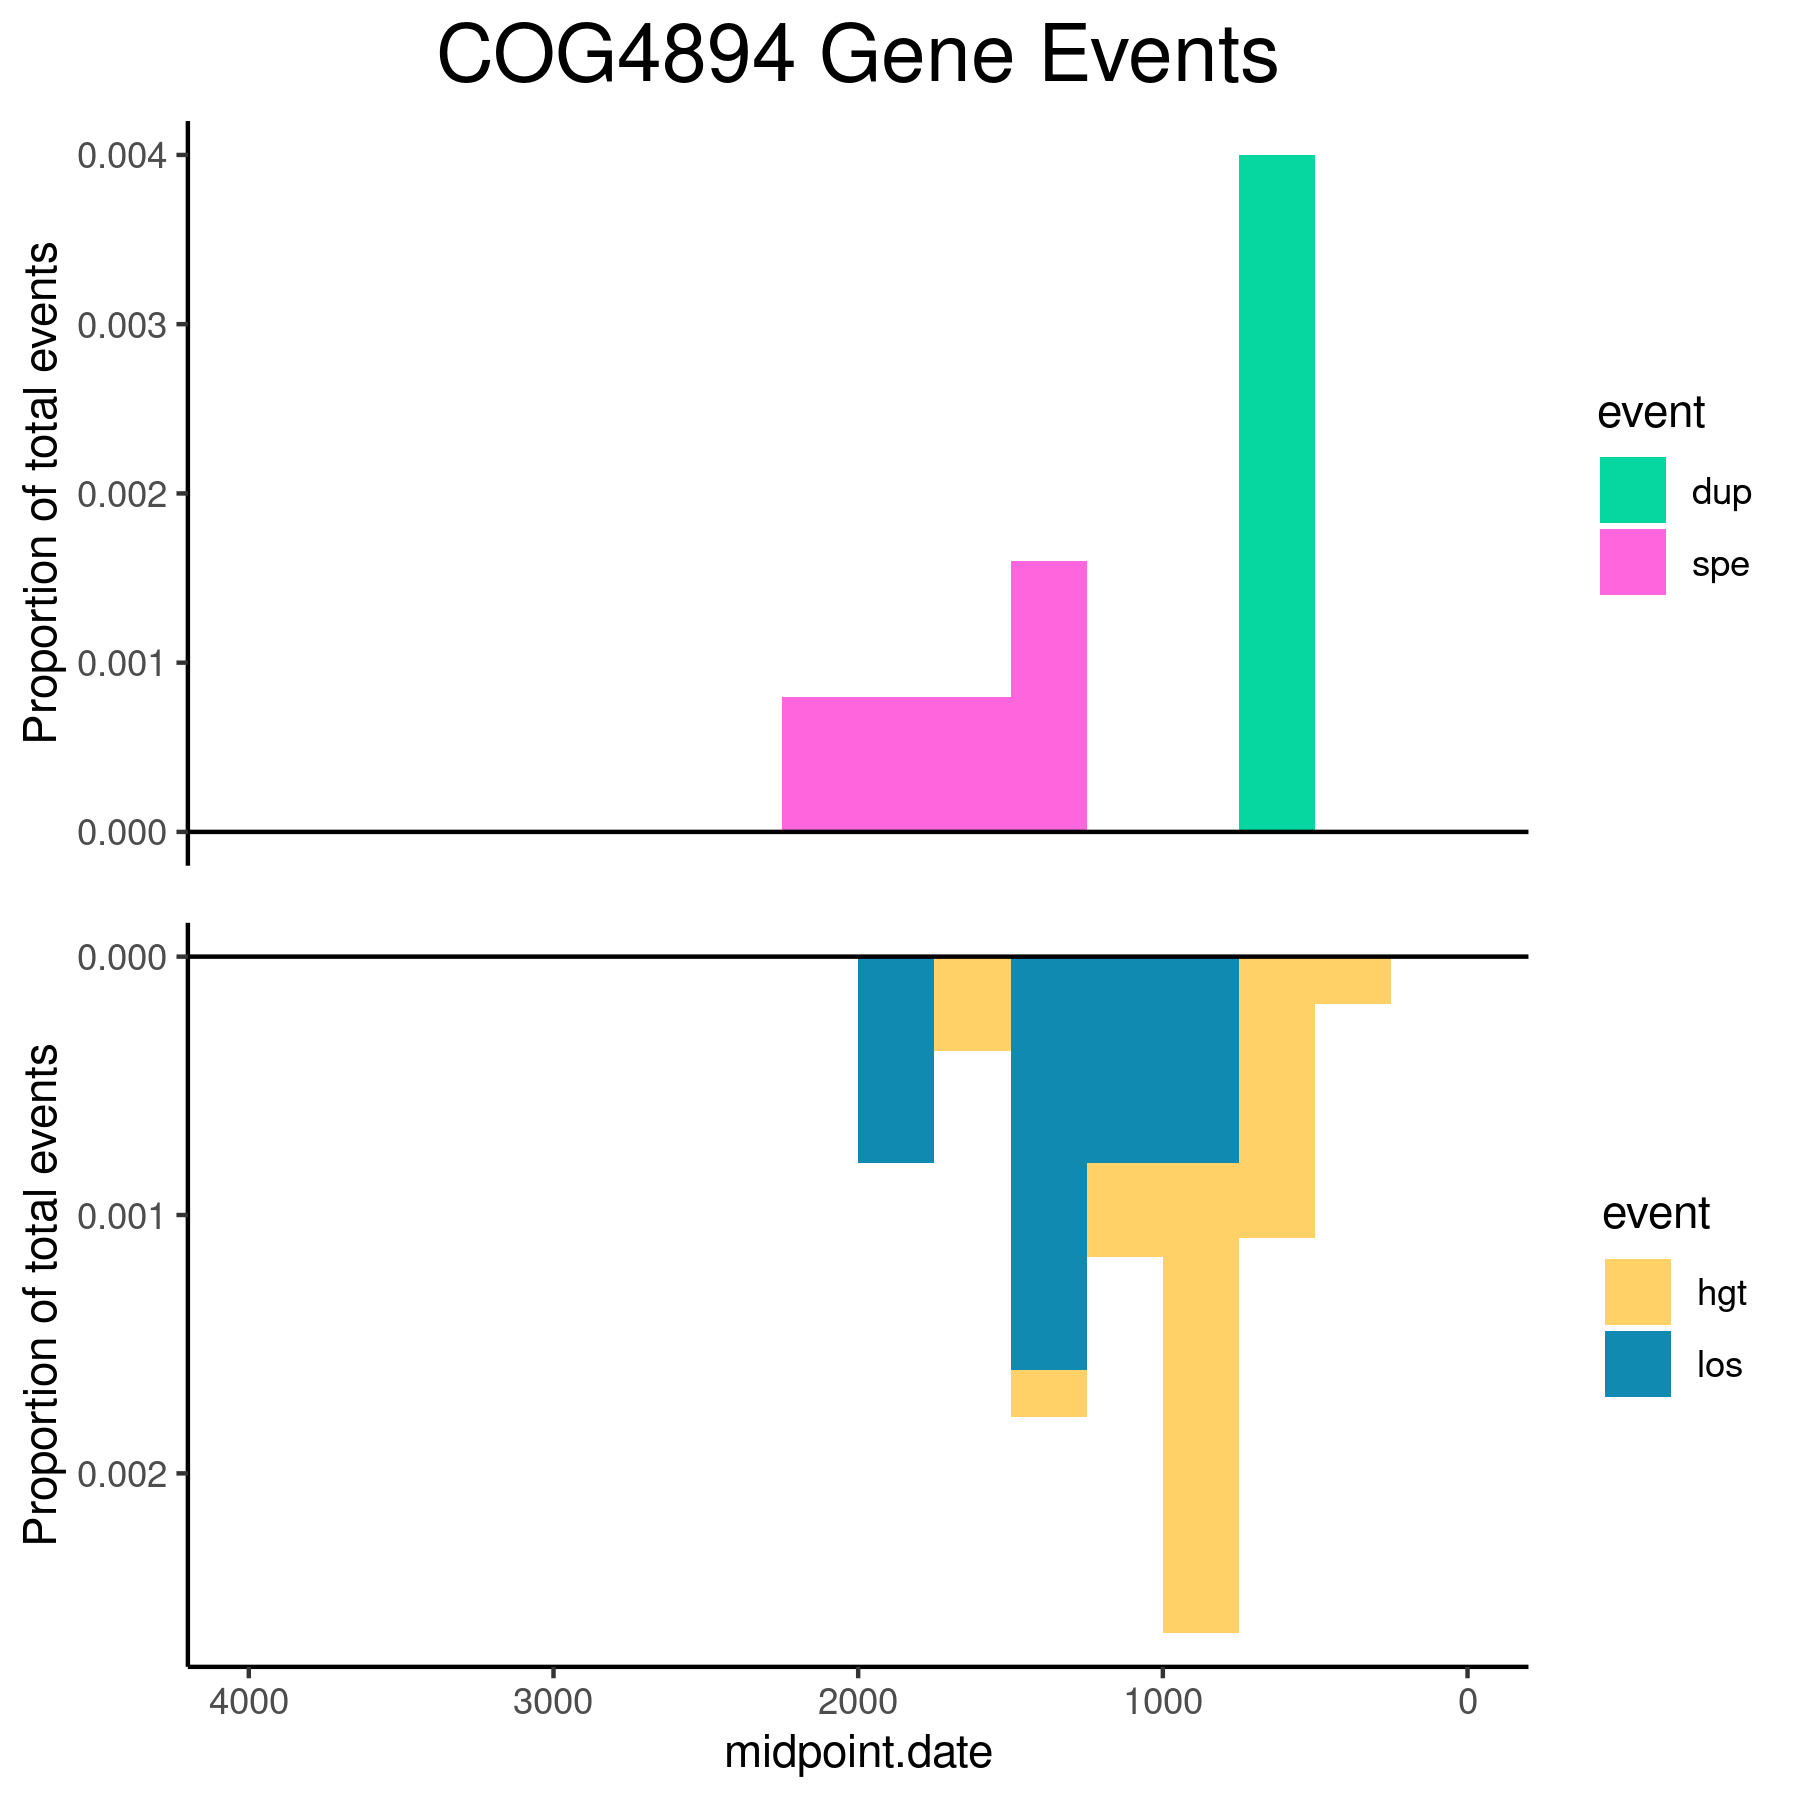 COG4894 Gene Events
Proportion of total events
0.004
0.003
0.002
0.001
0.000
event
dup
spe
Proportion of total events
0.000
0.001
0.002
event
hgt
los
4000 3000 2000 1000 0
midpoint.date